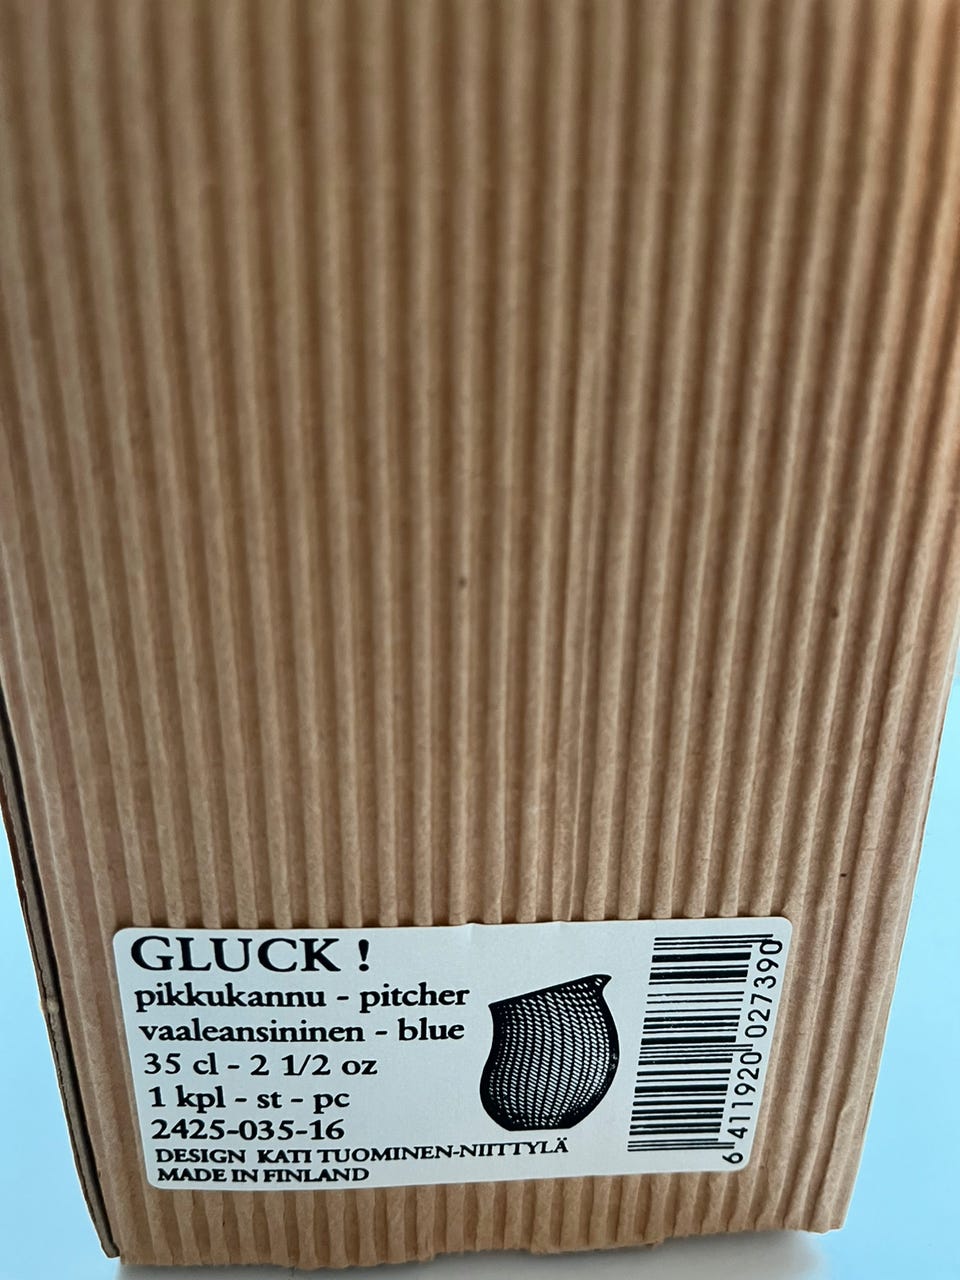 GLUCK !
pikkukannu - pitcher
vaaleansininen - blue
35 cl - 2 1/2 oz
1 kpl - st - pc
2425-035-16
DESIGN KATI TUOMINEN-NIITTYLÄ
MADE IN FINLAND
6 411920 027390